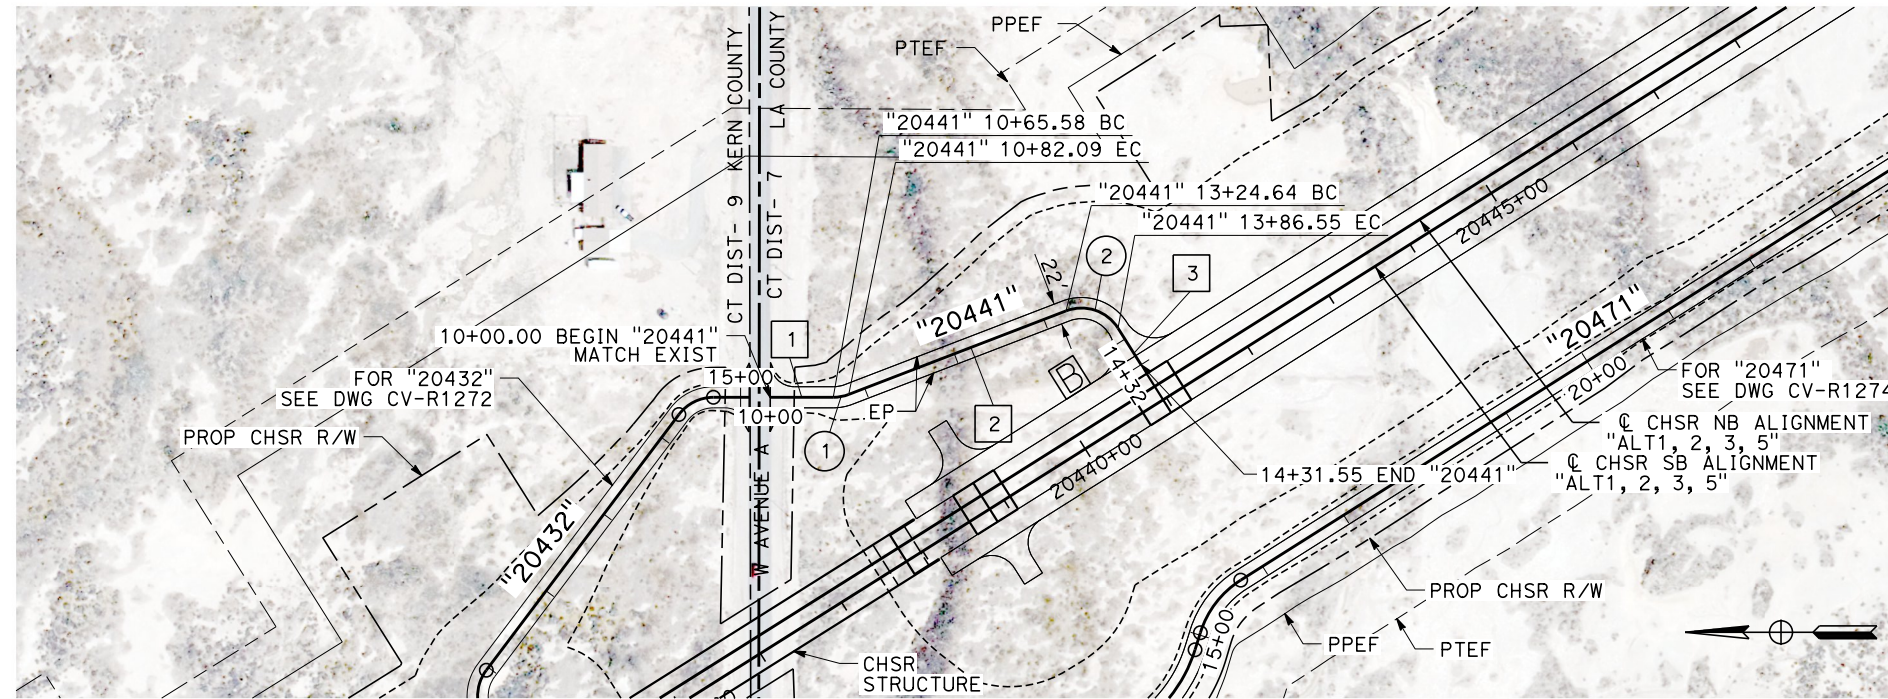 PPEF
PTEF
CT DIST- 9 KERN COUNTY
CT DIST- 7 LA COUNTY
"20441" 10+65.58 BC
"20441" 10+82.09 EC
"20441" 13+24.64 BC
"20441" 13+86.55 EC
20445+00
22'
2
3
"20441"
10+00.00 BEGIN "20441"
MATCH EXIST
1
FOR "20432"
SEE DWG CV-R1272
15+00
10+00
EP
1
2
B
14+32
"20471"
20+00
FOR "20471"
SEE DWG CV-R1274
PROP CHSR R/W
℄ CHSR NB ALIGNMENT
"ALT1, 2, 3, 5"
℄ CHSR SB ALIGNMENT
"ALT1, 2, 3, 5"
14+31.55 END "20441"
20440+00
W AVENUE A
"20432"
PROP CHSR R/W
15+00
PPEF
PTEF
CHSR
STRUCTURE